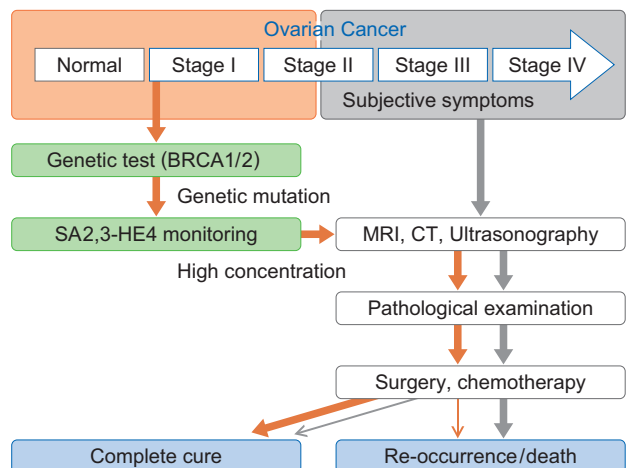 Ovarian Cancer
Normal
Stage I
Stage II
Stage III
Stage IV
Subjective symptoms
Genetic test (BRCA1/2)
Genetic mutation
SA2,3-HE4 monitoring
MRI, CT, Ultrasonography
High concentration
Pathological examination
Surgery, chemotherapy
Complete cure
Re-occurrence/death